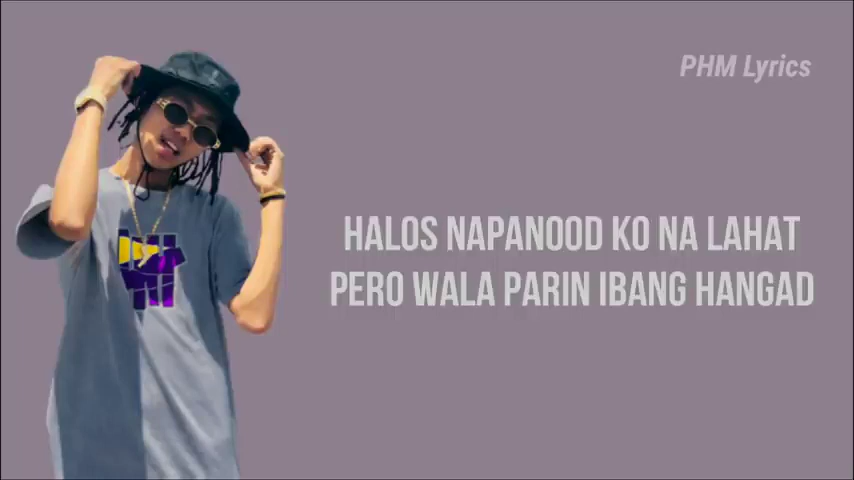 PHM Lyrics
HALOS NAPANOOD KO NA LAHAT
PERO WALA PARIN IBANG HANGAD